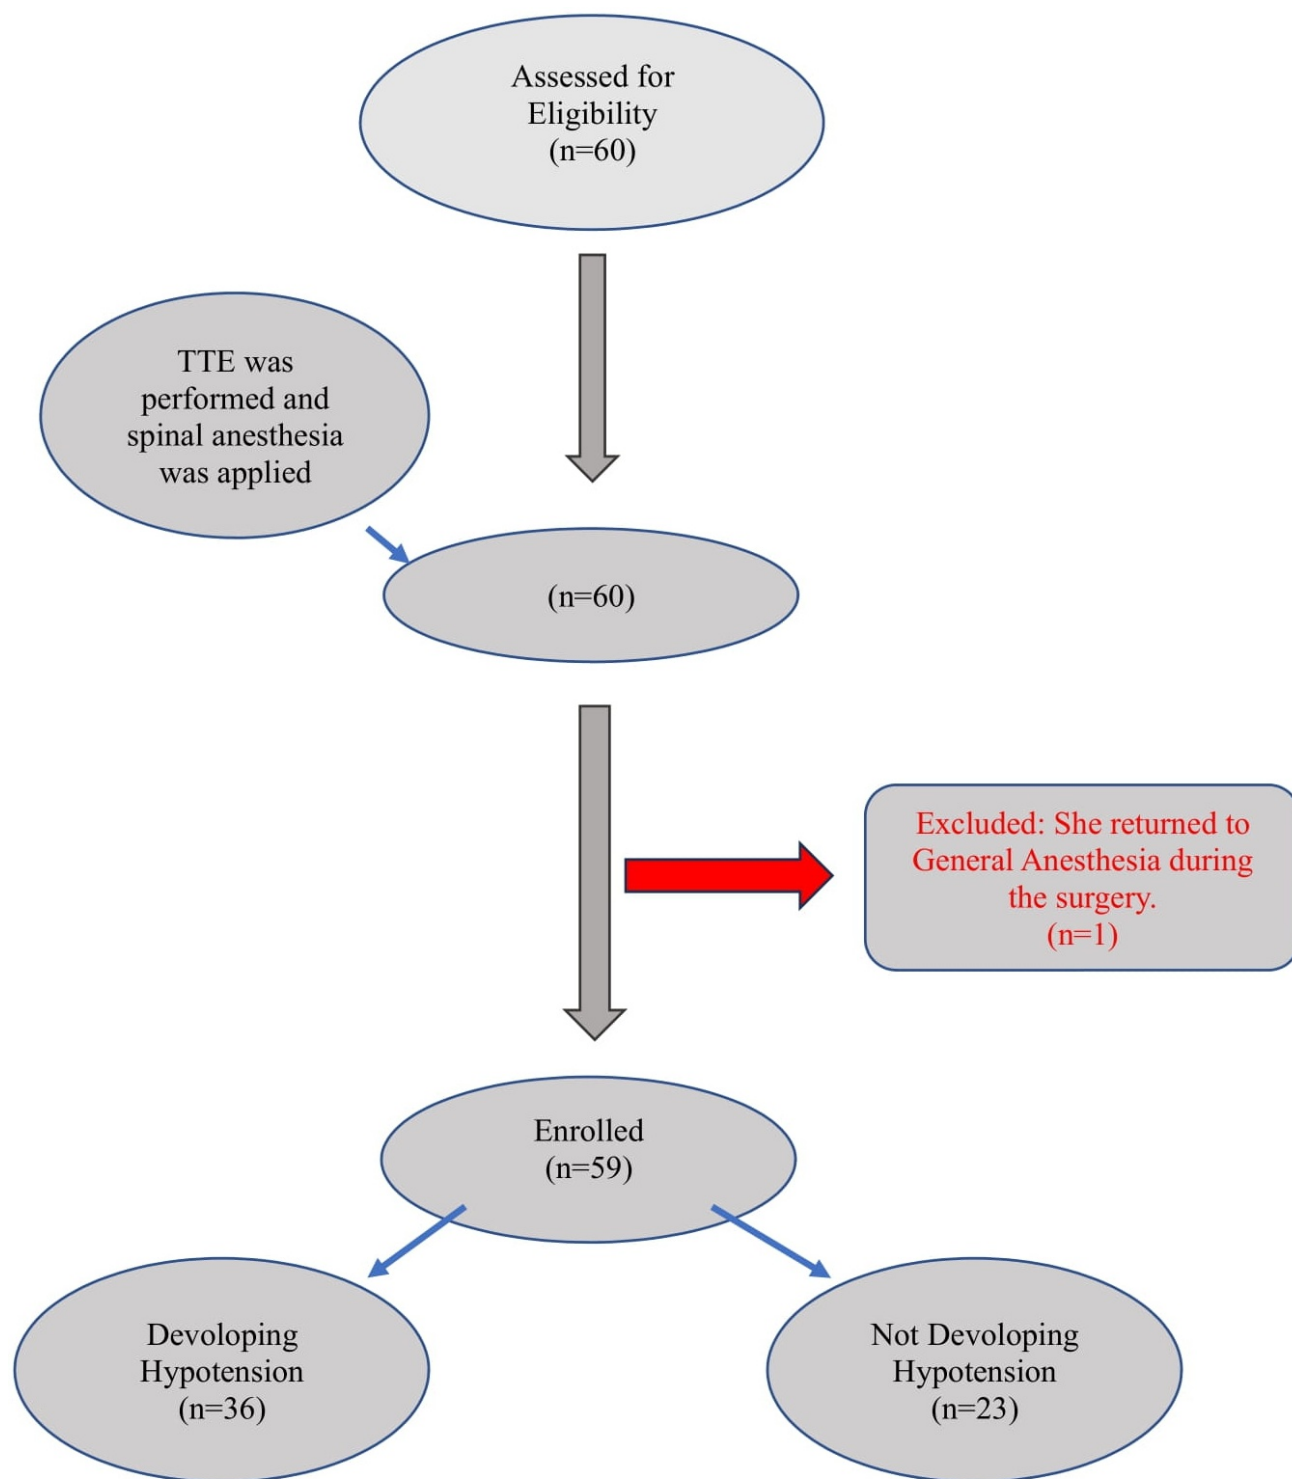 Assessed for
Eligibility
(n=60)
TTE was
performed and
spinal anesthesia
was applied
(n=60)
Excluded: She returned to
General Anesthesia during
the surgery.
(n=1)
Enrolled
(n=59)
Devoloping
Hypotension
(n=36)
Not Devoloping
Hypotension
(n=23)